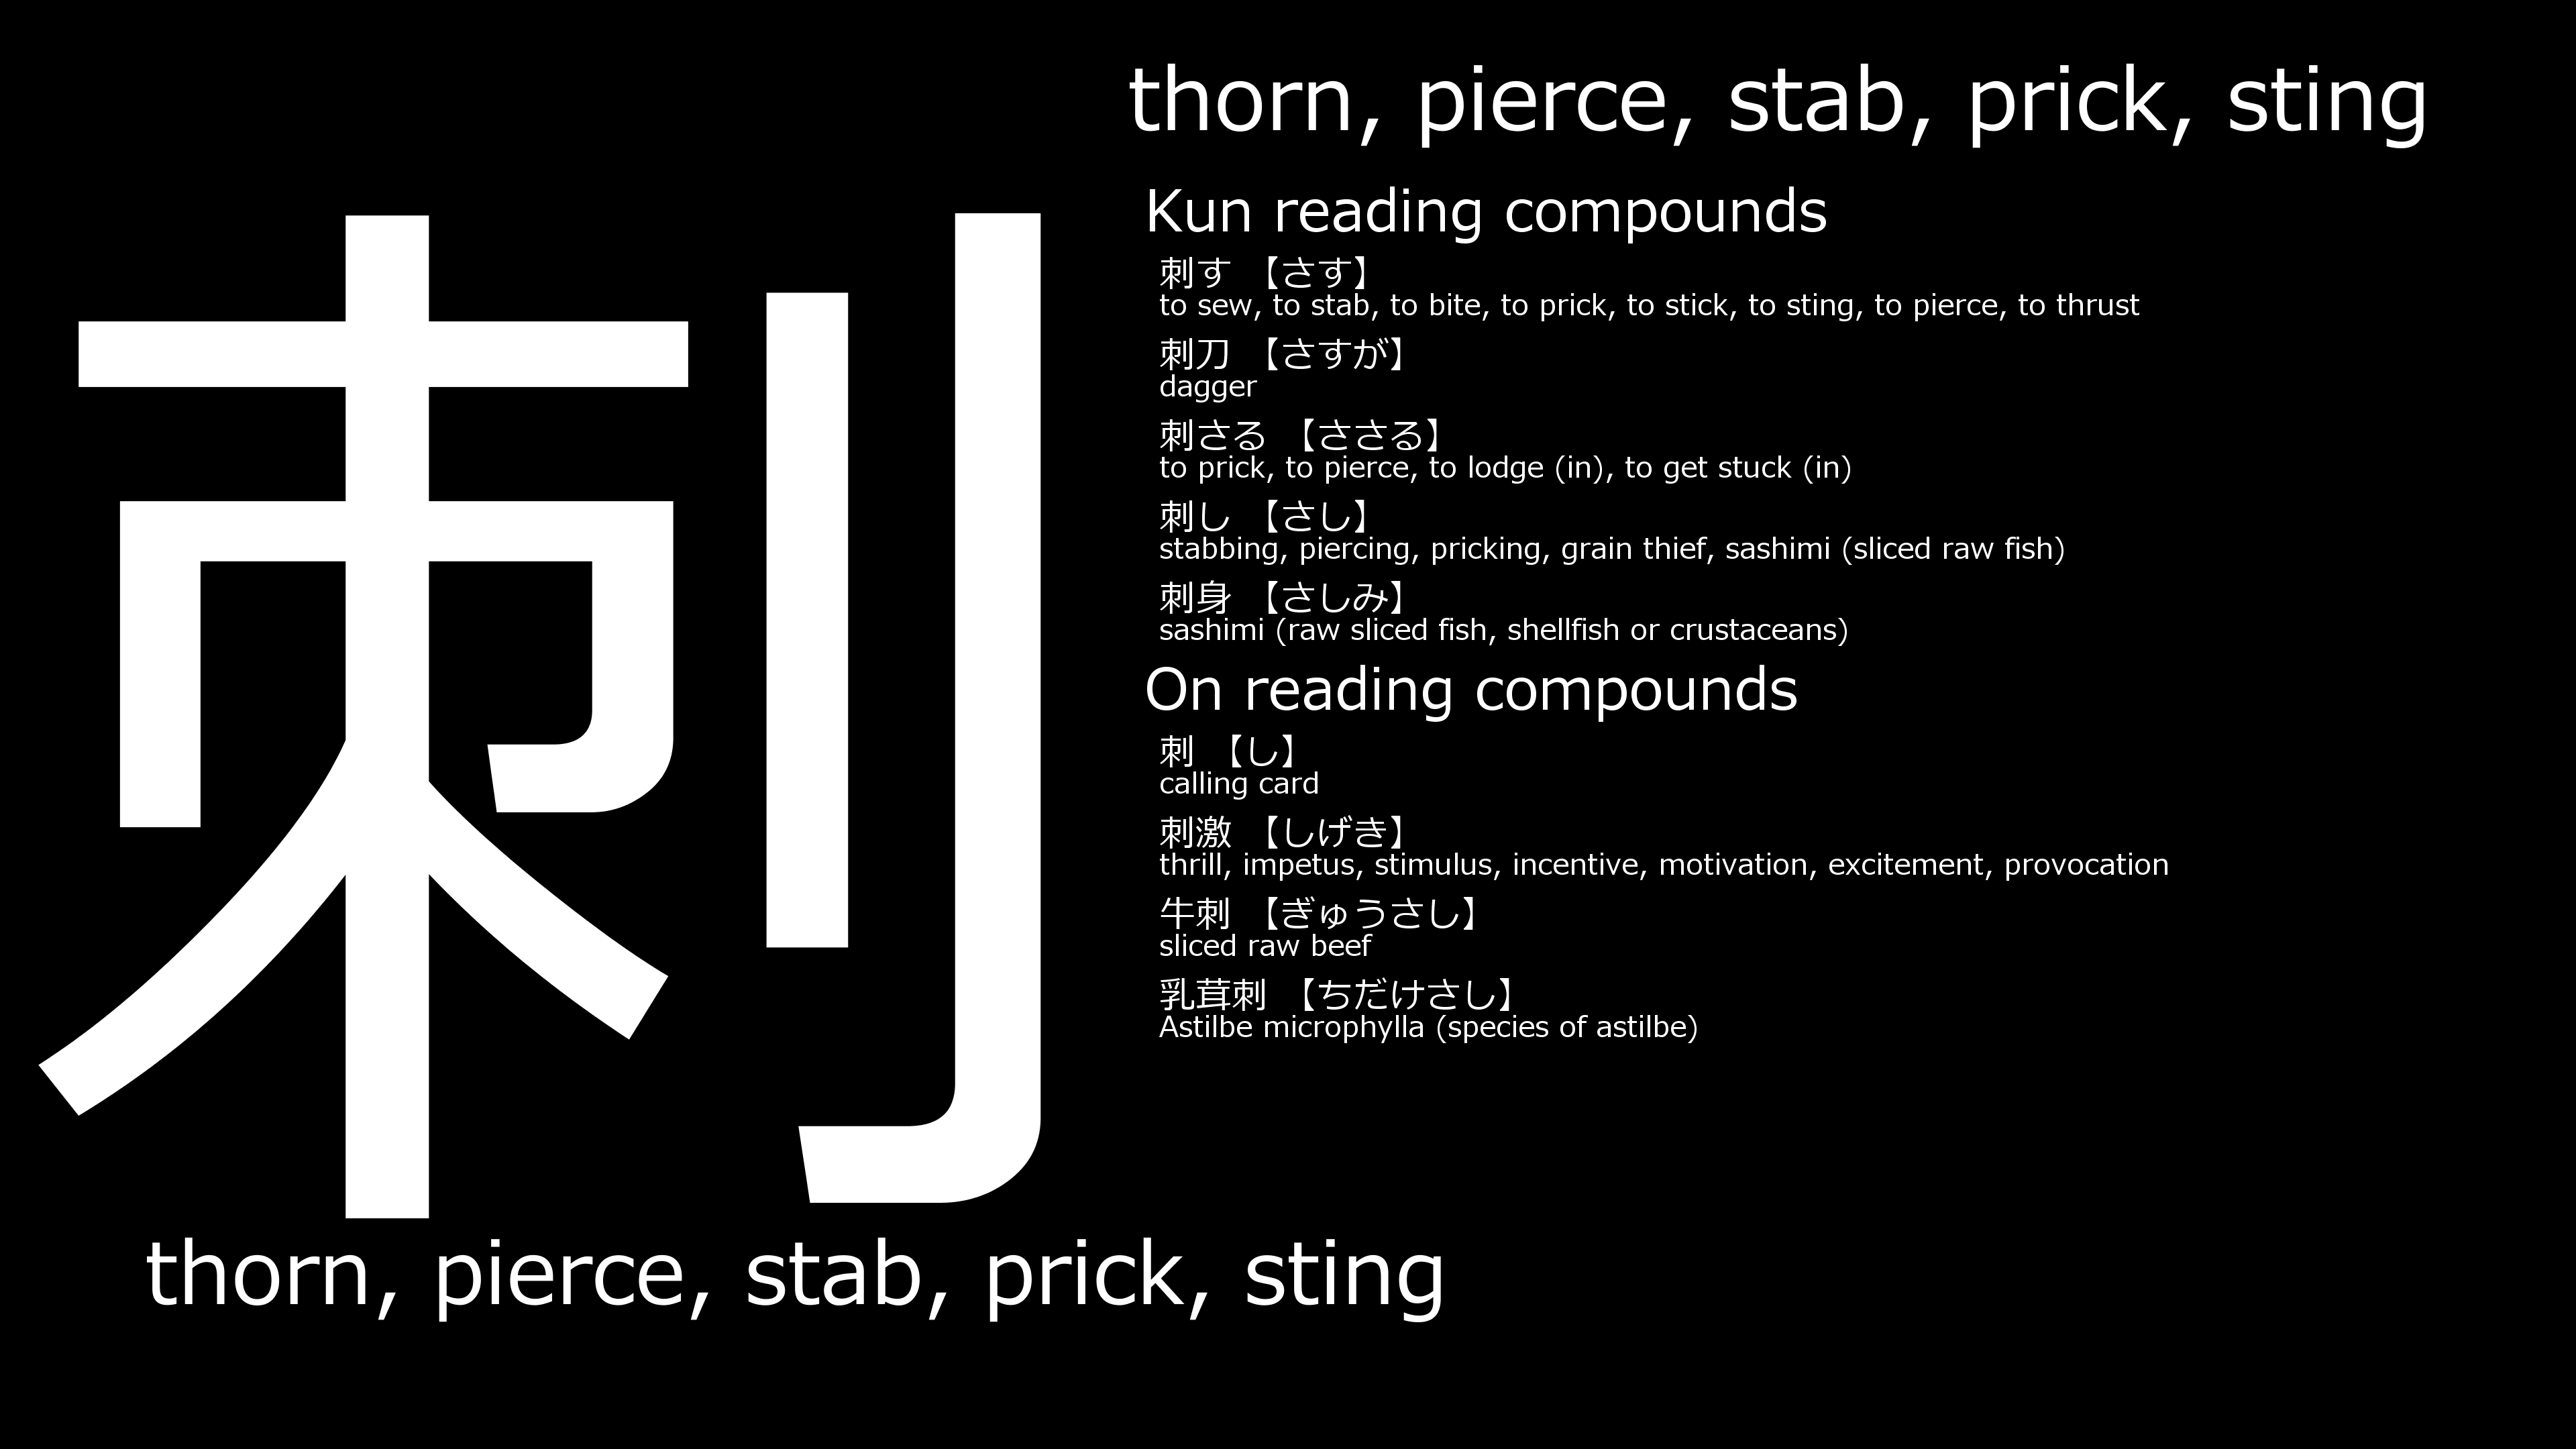 刺
thorn, pierce, stab, prick, sting
thorn, pierce, stab, prick, sting
Kun reading compounds
刺す 【さす】
to sew, to stab, to bite, to prick, to stick, to sting, to pierce, to thrust
刺刀 【さすが】
dagger
刺さる 【ささる】
to prick, to pierce, to lodge (in), to get stuck (in)
刺し 【さし】
stabbing, piercing, pricking, grain thief, sashimi (sliced raw fish)
刺身 【さしみ】
sashimi (raw sliced fish, shellfish or crustaceans)
On reading compounds
刺 【し】
calling card
刺激 【しげき】
thrill, impetus, stimulus, incentive, motivation, excitement, provocation
牛刺 【ぎゅうさし】
sliced raw beef
乳茸刺 【ちだけさし】
Astilbe microphylla (species of astilbe)